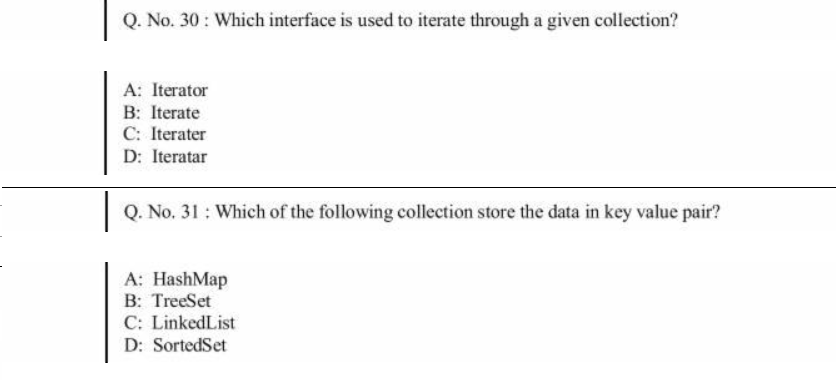 Q. No. 30 : Which interface is used to iterate through a given collection?
A: Iterator
B: Iterate
C: Iterater
D: Iteratar
Q. No. 31 : Which of the following collection store the data in key value pair?
A: HashMap
B: TreeSet
C: LinkedList
D: SortedSet